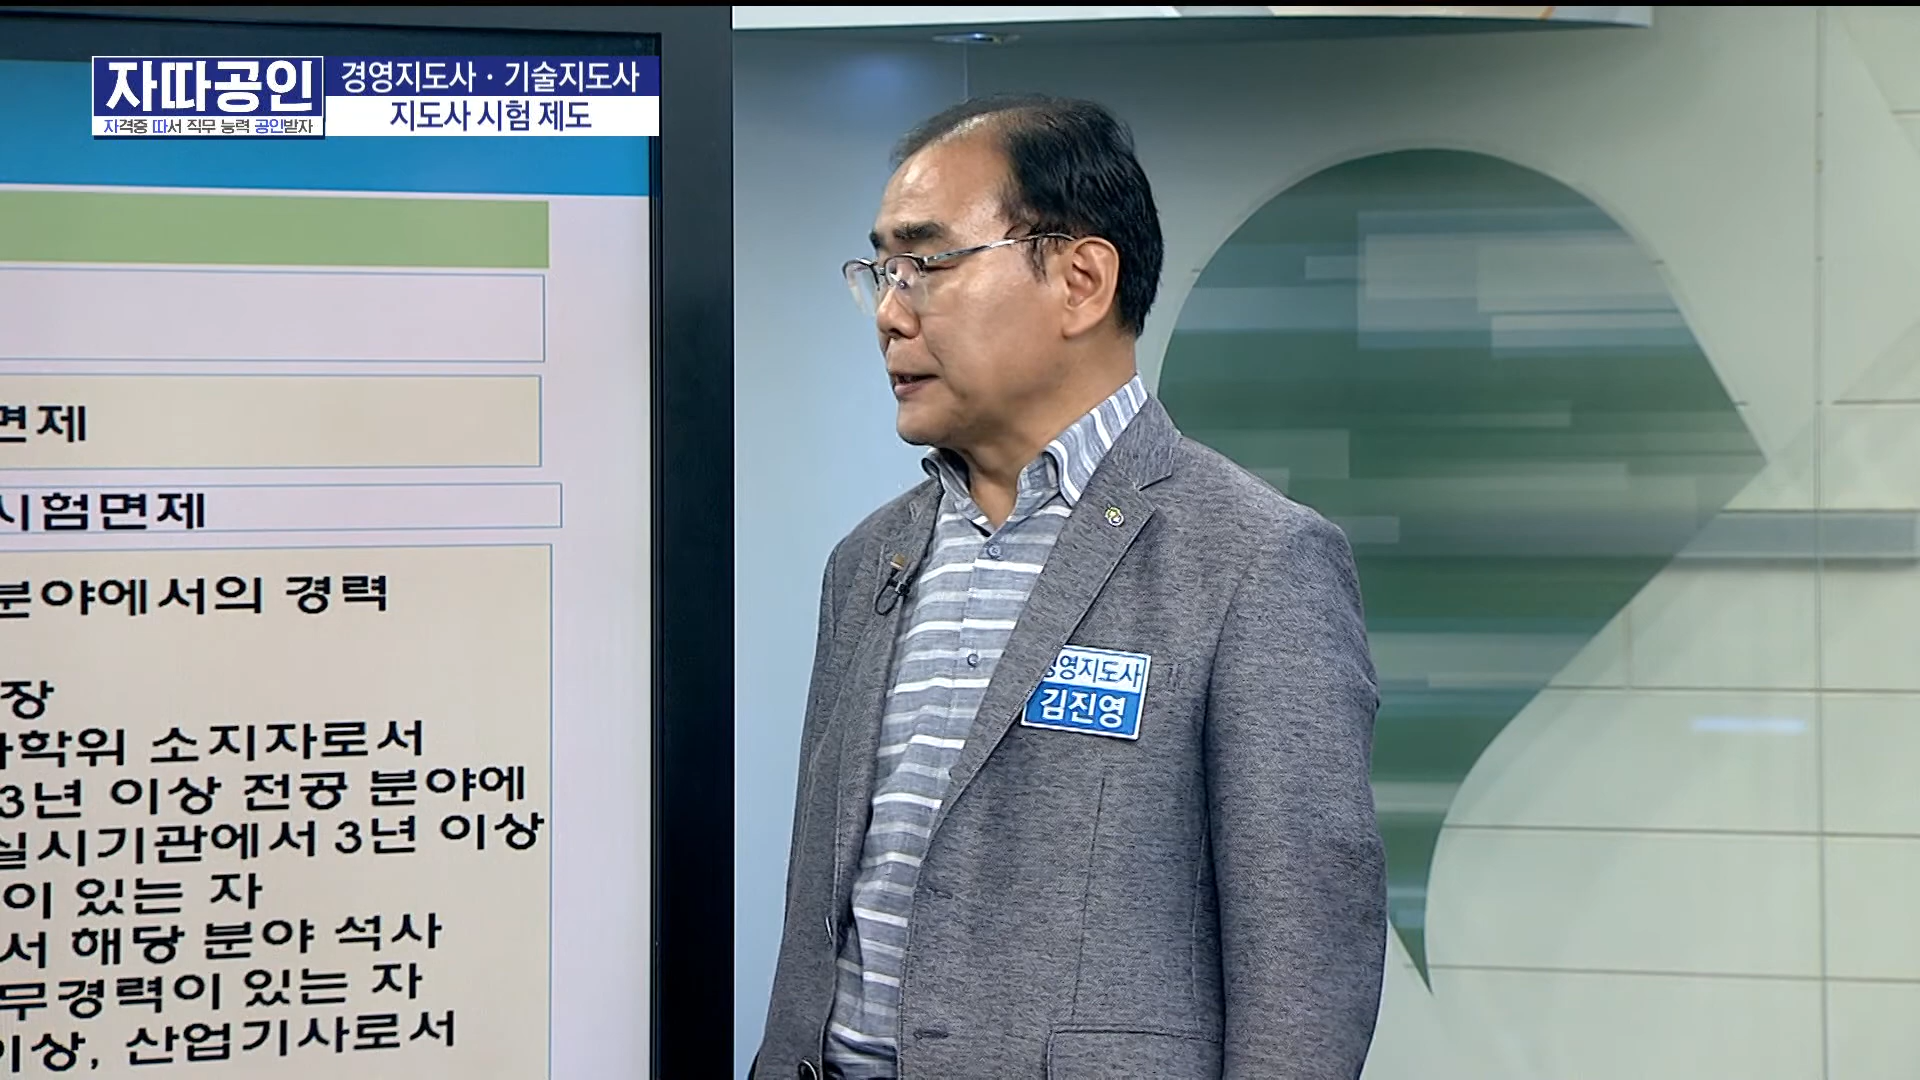 자따공인
자격증 따서 직무 능력 공인받자
경영지도사·기술지도사
지도사 시험 제도
면제
시험면제
분야에서의 경력
장
학위 소지자로서
3년 이상 전공 분야에
실시기관에서 3년 이상
이 있는 자
서 해당 분야 석사
무경력이 있는 자
이상, 산업기사로서
경영지도사
김진영